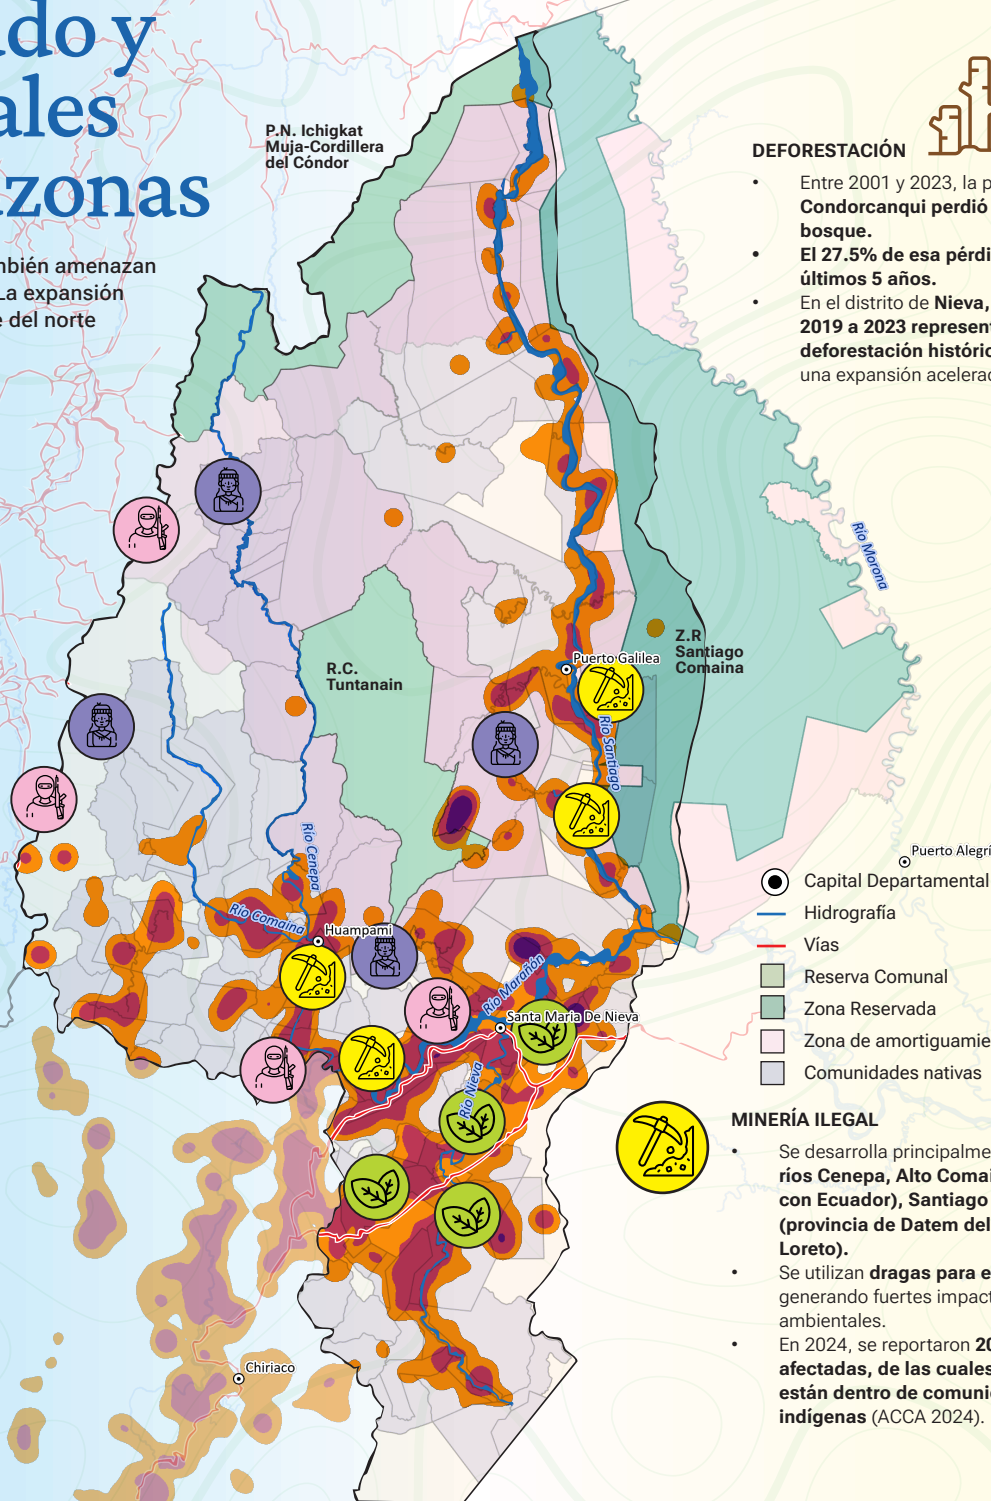 do y
ales
azonas
mbién amenazan
La expansión
e del norte
P.N. Ichigkat
Muja-Cordillera
del Cóndor
DEFORESTACIÓN
• Entre 2001 y 2023, la p
Condorcanqui perdió
bosque.
• El 27.5% de esa pérdi
últimos 5 años.
• En el distrito de Nieva,
2019 a 2023 represent
deforestación históric
una expansión acelerad
Río Morona
Z.R
Santiago
Comaina
Puerto Galilea
R.C.
Tuntanain
Río Santiago
Río Cenepa
Río Comaina
Huampami
Río Marañón
Santa Maria De Nieva
Río Nieva
Chiriaco
Puerto Alegrí
Capital Departamental
Hidrografía
Vías
Reserva Comunal
Zona Reservada
Zona de amortiguamie
Comunidades nativas
MINERÍA ILEGAL
• Se desarrolla principalme
ríos Cenepa, Alto Comai
con Ecuador), Santiago
(provincia de Datem del
Loreto).
• Se utilizan dragas para e
generando fuertes impact
ambientales.
• En 2024, se reportaron 20
afectadas, de las cuales
están dentro de comuni
indígenas (ACCA 2024).